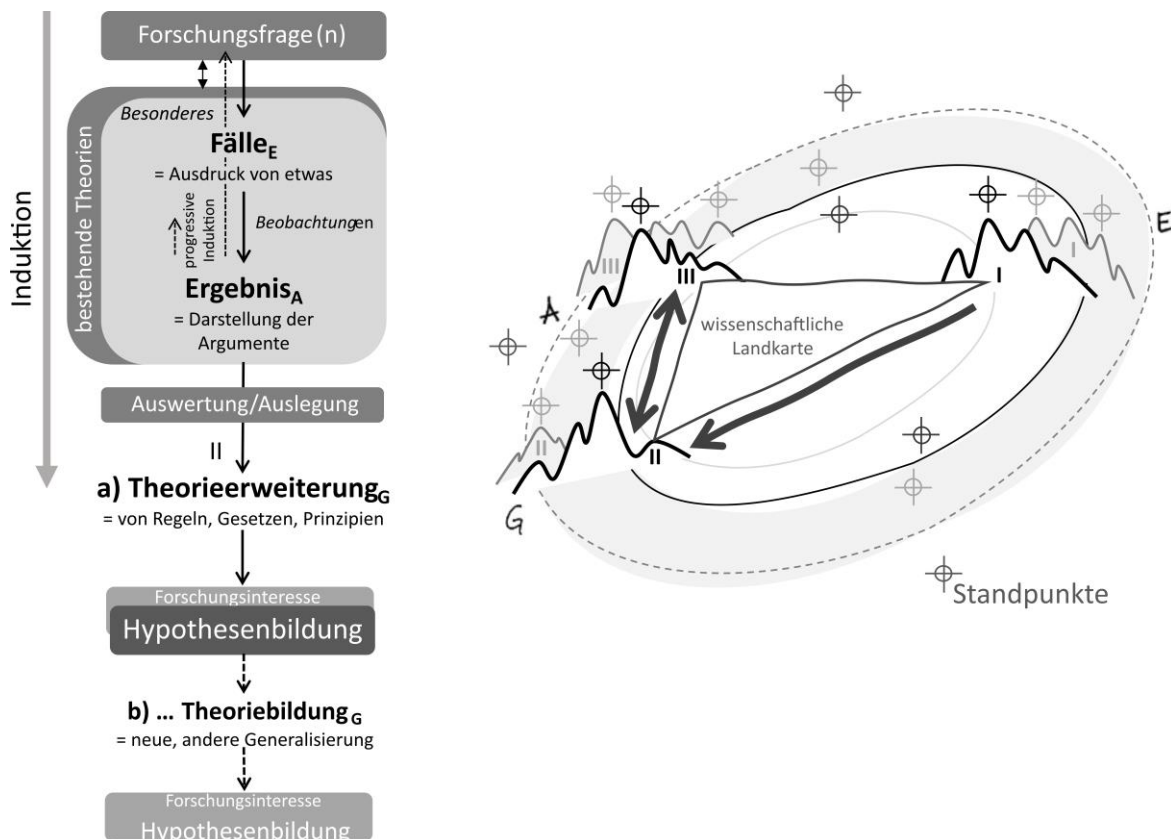 Induktion
Forschungsfrage(n)
bestehende Theorien
Besonderes
Fälle_E
= Ausdruck von etwas
progressive
Induktion
Beobachtungen
Ergebnis_A
= Darstellung der
Argumente
Auswertung/Auslegung
II
a) Theorieerweiterung_G
= von Regeln, Gesetzen, Prinzipien
Forschungsinteresse
Hypothesenbildung
b) ... Theoriebildung_G
= neue, andere Generalisierung
Forschungsinteresse
Hypothesenbildung
E
III
III
I
I
A
wissenschaftliche
Landkarte
II
II
G
Standpunkte